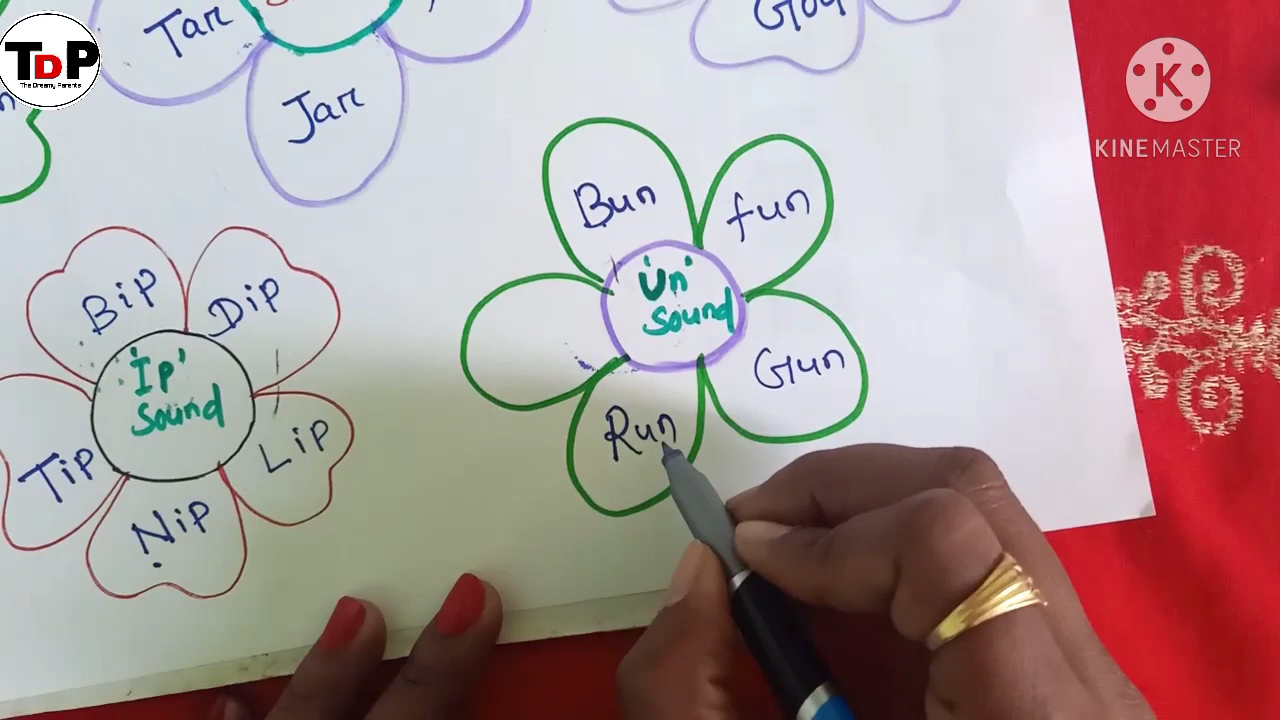 TDP
The Dreamy Parents
KINEMASTER
Tar
Jar
God
Bun
fun
'Un'
Sound
Gun
Run
Bip
Dip
'Ip'
Sound
Lip
Nip
Tip